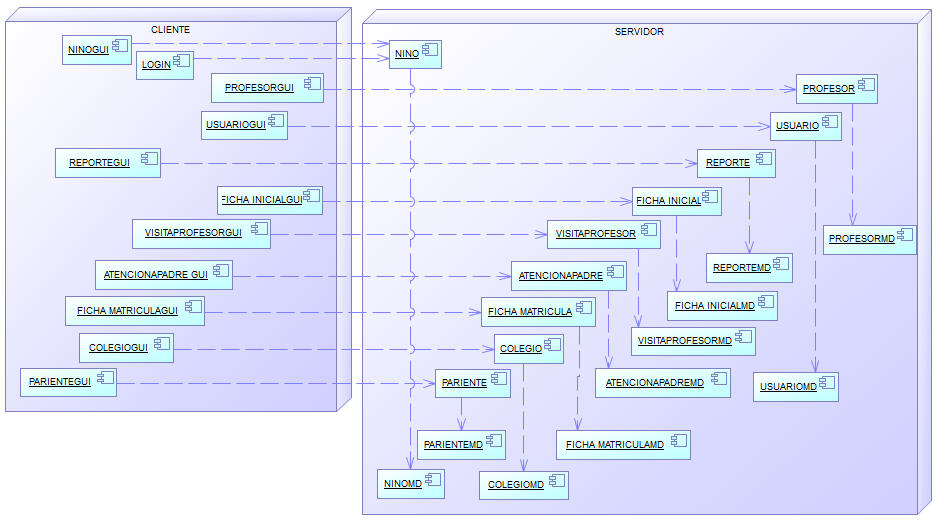 CLIENTE
SERVIDOR
NINOGUI
NINO
LOGIN
PROFESORGUI
PROFESOR
USUARIOGUI
USUARIO
REPORTEGUI
REPORTE
FICHA INICIALGUI
FICHA INICIAL
VISITAPROFESORGUI
VISITAPROFESOR
PROFESORMD
ATENCIONAPADRE GUI
ATENCIONAPADRE
REPORTEMD
FICHA MATRICULAGUI
FICHA MATRICULA
FICHA INICIALMD
COLEGIOGUI
COLEGIO
VISITAPROFESORMD
PARIENTEGUI
PARIENTE
ATENCIONAPADREMD
USUARIOMD
PARIENTEMD
FICHA MATRICULAMD
NINOMD
COLEGIOMD